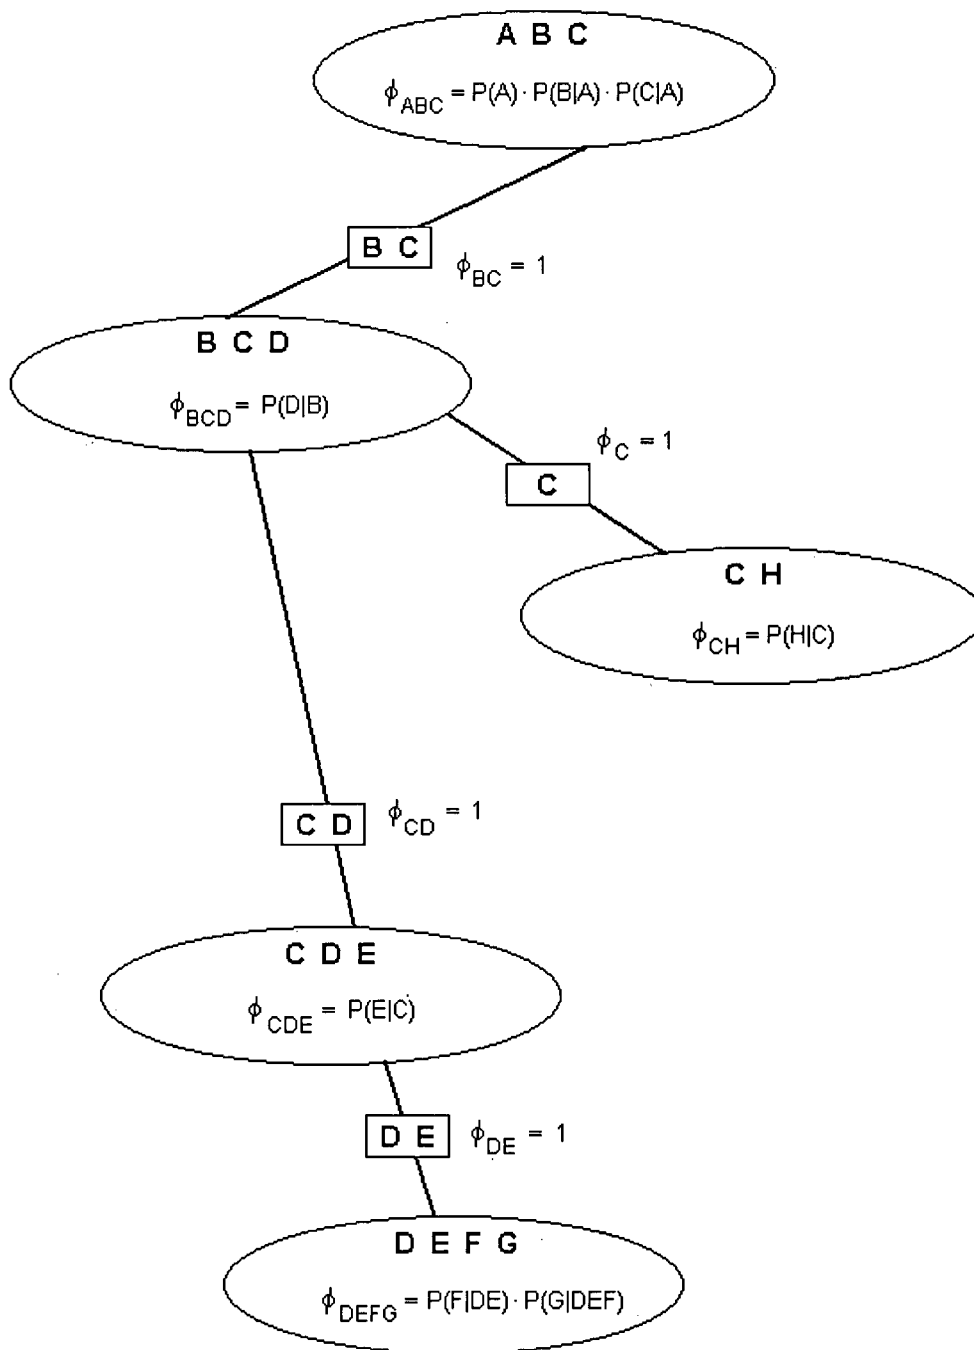 A B C
ϕABC = P(A) · P(B|A) · P(C|A)
B C
ϕBC = 1
B C D
ϕBCD = P(D|B)
ϕC = 1
C
C H
ϕCH = P(H|C)
C D
ϕCD = 1
C D E
ϕCDE = P(E|C)
D E
ϕDE = 1
D E F G
ϕDEFG = P(F|DE) · P(G|DEF)